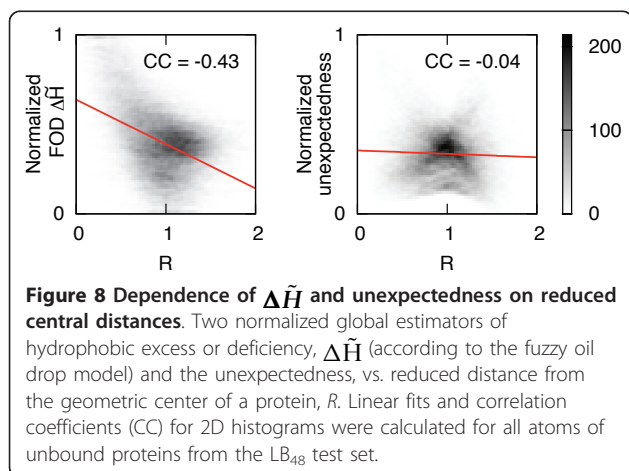 1
CC = -0.43
Normalized
FOD ΔH̃
0
0 1 2
R
1
CC = -0.04
Normalized
unexpectedness
0
0 1 2
R
200
100
0
Figure 8 Dependence of ΔH̃ and unexpectedness on reduced
central distances. Two normalized global estimators of
hydrophobic excess or deficiency, ΔH̃ (according to the fuzzy oil
drop model) and the unexpectedness, vs. reduced distance from
the geometric center of a protein, R. Linear fits and correlation
coefficients (CC) for 2D histograms were calculated for all atoms of
unbound proteins from the LB₄₈ test set.